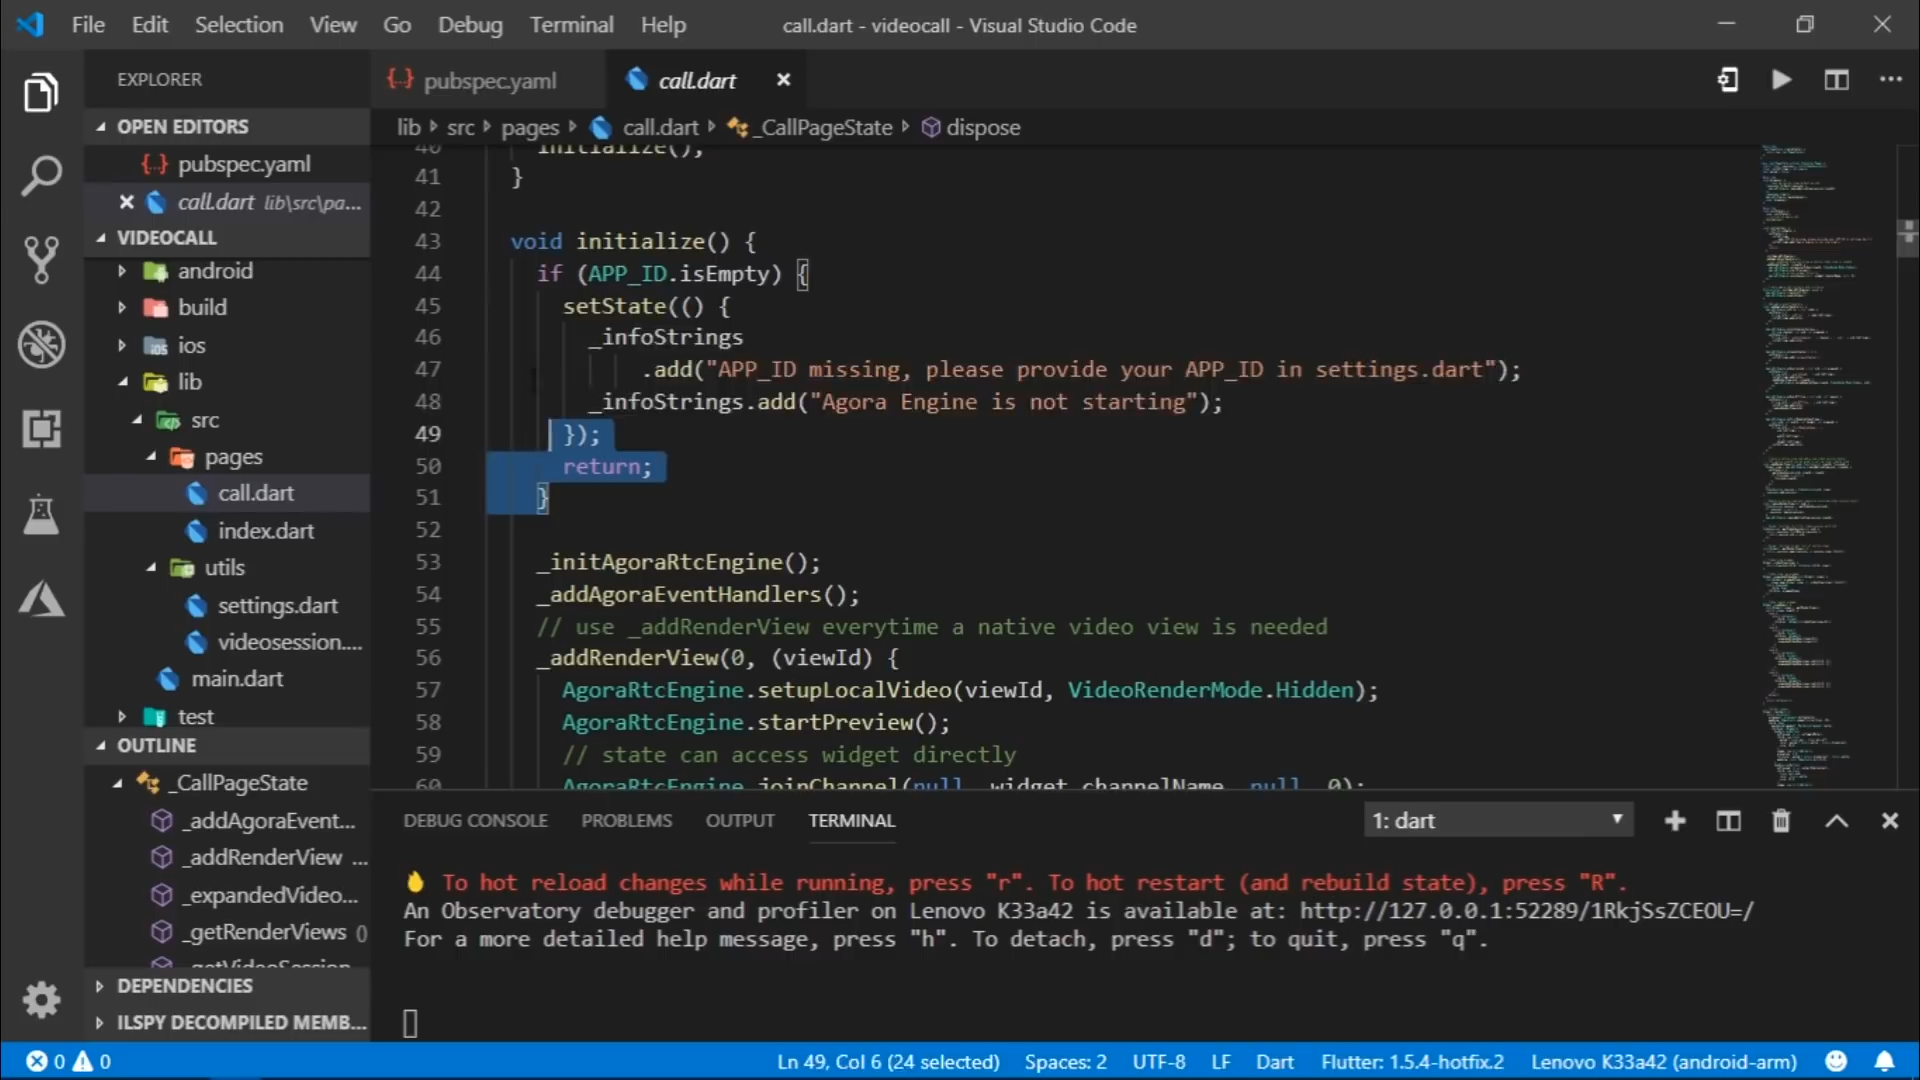 File Edit Selection View Go Debug Terminal Help
call.dart - videocall - Visual Studio Code
EXPLORER
OPEN EDITORS
{..} pubspec.yaml
call.dart lib\src\pa...
VIDEOCALL
android
build
ios
lib
src
pages
call.dart
index.dart
utils
settings.dart
videosession....
main.dart
test
OUTLINE
_CallPageState
_addAgoraEvent...
_addRenderView ...
_expandedVideo...
_getRenderViews ()
_getVideoSession
DEPENDENCIES
ILSPY DECOMPILED MEMB...
{..} pubspec.yaml
call.dart
lib src pages call.dart _CallPageState dispose
40 initialize();
41 }
42
43 void initialize() {
44 if (APP_ID.isEmpty) {
45 setState(() {
46 _infoStrings
47 .add("APP_ID missing, please provide your APP_ID in settings.dart");
48 _infoStrings.add("Agora Engine is not starting");
49 });
50 return;
51 }
52
53 _initAgoraRtcEngine();
54 _addAgoraEventHandlers();
55 // use _addRenderView everytime a native video view is needed
56 _addRenderView(0, (viewId) {
57 AgoraRtcEngine.setupLocalVideo(viewId, VideoRenderMode.Hidden);
58 AgoraRtcEngine.startPreview();
59 // state can access widget directly
60 AgoraRtcEngine.joinChannel(null, widget.channelName, null, 0);
DEBUG CONSOLE PROBLEMS OUTPUT TERMINAL
1: dart
To hot reload changes while running, press "r". To hot restart (and rebuild state), press "R".
An Observatory debugger and profiler on Lenovo K33a42 is available at: http://127.0.0.1:52289/1RkjSsZCEOU=/
For a more detailed help message, press "h". To detach, press "d"; to quit, press "q".
0 0
Ln 49, Col 6 (24 selected) Spaces: 2 UTF-8 LF Dart Flutter: 1.5.4-hotfix.2 Lenovo K33a42 (android-arm)